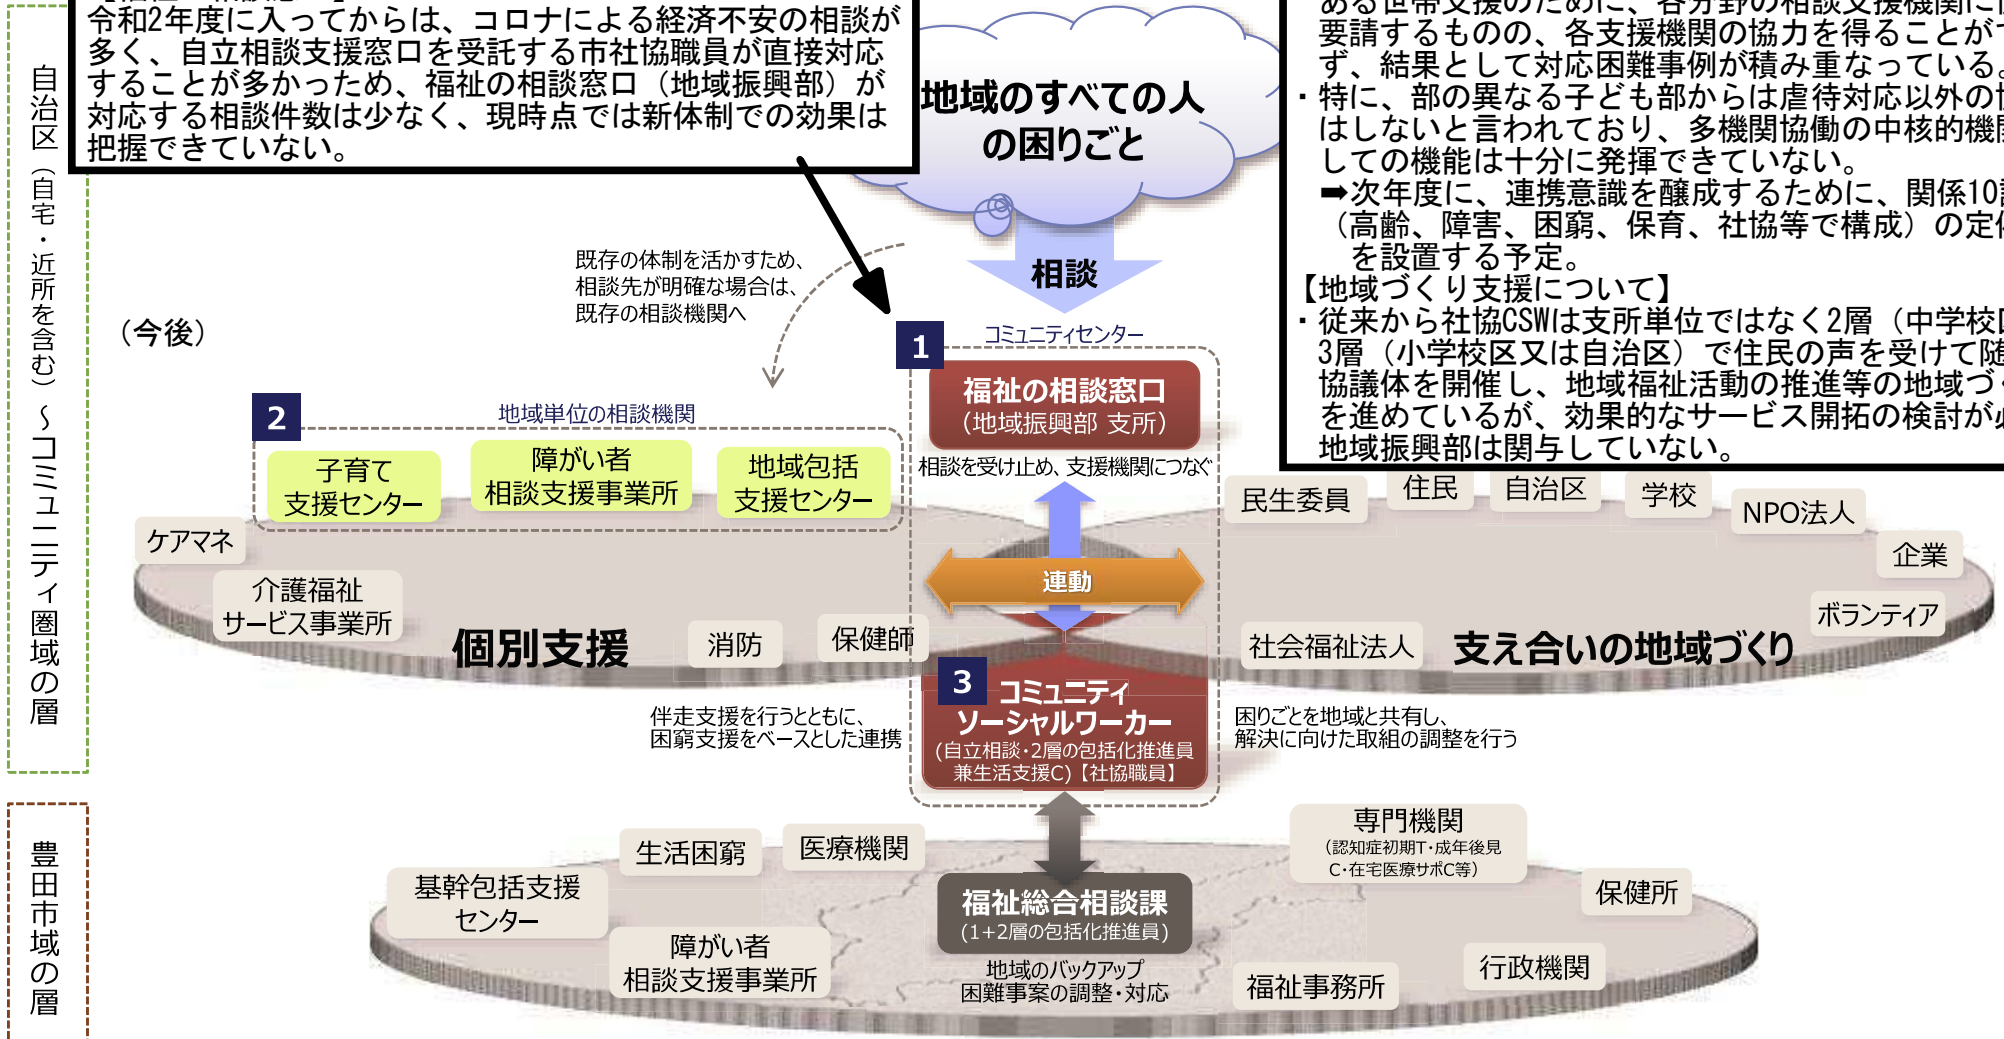 令和2年度に入ってからは、コロナによる経済不安の相談が
多く、自立相談支援窓口を受託する市社協職員が直接対応
することが多かったため、福祉の相談窓口（地域振興部）が
対応する相談件数は少なく、現時点では新体制での効果は
把握できていない。
ある世帯支援のために、各分野の相談支援機関に
要請するものの、各支援機関の協力を得ることが
ず、結果として対応困難事例が積み重なっている。
・特に、部の異なる子ども部からは虐待対応以外の
はしないと言われており、多機関協働の中核的機
しての機能は十分に発揮できていない。
➡次年度に、連携意識を醸成するために、関係10
（高齢、障害、困窮、保育、社協等で構成）の定
を設置する予定。
【地域づくり支援について】
・従来から社協CSWは支所単位ではなく2層（中学校
3層（小学校区又は自治区）で住民の声を受けて随
協議体を開催し、地域福祉活動の推進等の地域づ
を進めているが、効果的なサービス開拓の検討が
地域振興部は関与していない。
自治区（自宅・近所を含む）～コミュニティ圏域の層
地域のすべての人
の困りごと
相談
既存の体制を活かすため、
相談先が明確な場合は、
既存の相談機関へ
（今後）
1
コミュニティセンター
福祉の相談窓口
（地域振興部 支所）
相談を受け止め、支援機関につなぐ
2
地域単位の相談機関
子育て
支援センター
障がい者
相談支援事業所
地域包括
支援センター
ケアマネ
介護福祉
サービス事業所
個別支援
消防
保健師
連動
民生委員
住民
自治区
学校
NPO法人
企業
ボランティア
社会福祉法人
支え合いの地域づくり
3
コミュニティ
ソーシャルワーカー
(自立相談・2層の包括化推進員
兼生活支援C)【社協職員】
伴走支援を行うとともに、
困窮支援をベースとした連携
困りごとを地域と共有し、
解決に向けた取組の調整を行う
豊田市域の層
生活困窮
医療機関
基幹包括支援
センター
障がい者
相談支援事業所
福祉総合相談課
(1+2層の包括化推進員)
地域のバックアップ
困難事案の調整・対応
専門機関
（認知症初期T・成年後見
C・在宅医療サポC等）
保健所
行政機関
福祉事務所